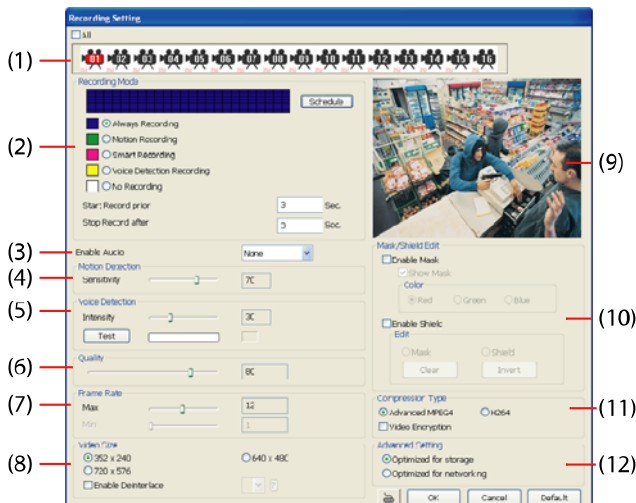 Recording Setting
All
(1) 01 02 03 04 05 06 07 08 09 10 11 12 13 14 15 16
Recording Mode
Schedule
(2)
Always Recording
Motion Recording
Smart Recording
Voice Detection Recording
No Recording
Start Record prior 3 Sec.
Stop Record after 5 Sec.
(3) Enable Audio None
Motion Detection
(4) Sensitivity 70
Voice Detection
(5) Intensity 30
Test
Quality
(6) 80
Frame Rate
(7) Max 12
Min 1
Video Size
(8) 352 x 240 640 x 480
720 x 576
Enable Deinterlace
(9)
Mask/Shield Edit
Enable Mask
Show Mask
Color
Red Green Blue
(10)
Enable Shield
Edit
Mask Shield
Clear Invert
Compression Type
Advanced MPEG4 H264 (11)
Video Encryption
Advanced Setting
Optimized for storage (12)
Optimized for networking
OK Cancel Default